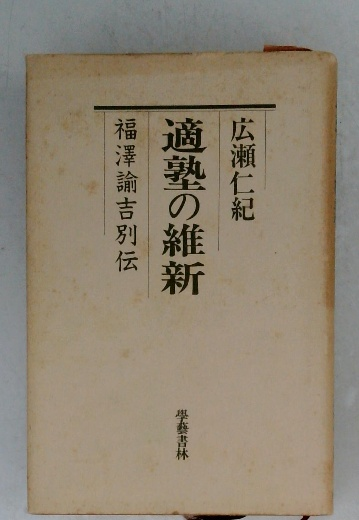 広瀬仁紀
適塾の維新
福澤諭吉別伝
學藝書林